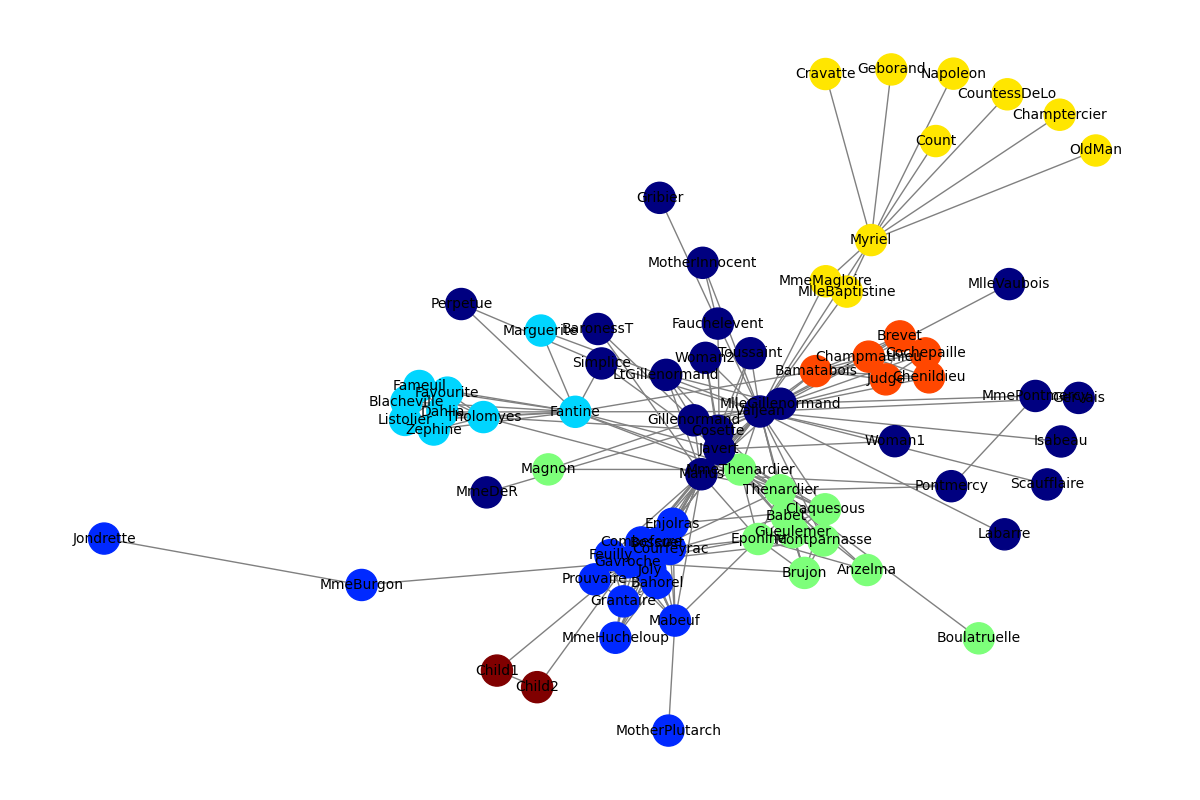 Cravatte
Geborand
Napoleon
CountessDeLo
Champtercier
Count
OldMan
Gribier
Myriel
MotherInnocent
MmeMagloire
MlleBaptistine
MlleVaubois
Perpetue
Marguerite
BaronessT
Fauchelevent
Brevet
Simplice
Woman2
Toussaint
Champmathieu
Cochepaille
LtGillenormand
Bamatabois
Judge
Chenildieu
Fameuil
Favourite
Blacheville
Dahlia
Listolier
Tholomyes
Zephine
Fantine
Gillenormand
MlleGillenormand
Valjean
MmePontmercy
Gervais
Cosette
Javert
Woman1
Isabeau
Magnon
Marius
MmeThenardier
MmeDeR
Thenardier
Pontmercy
Scaufflaire
Claquesous
Babet
Enjolras
Gueulemer
Montparnasse
Eponine
Labarre
Jondrette
Combeferre
Bossuet
Courfeyrac
Feuilly
Gavroche
Joly
Prouvaire
Bahorel
MmeBurgon
Brujon
Anzelma
Grantaire
Mabeuf
MmeHucheloup
Boulatruelle
Child1
Child2
MotherPlutarch